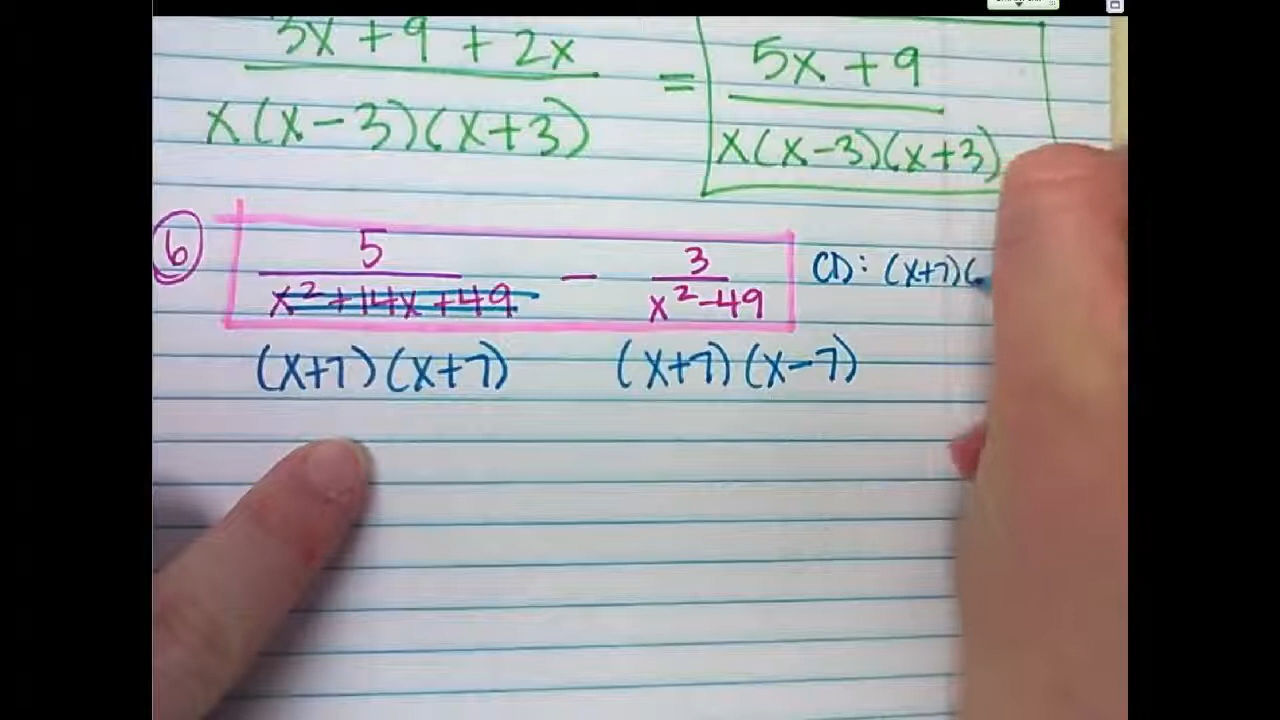 3x + 9 + 2x = 5x + 9
x(x-3)(x+3) x(x-3)(x+3)
6 5 - 3 CD: (x+7)(
x²+14x+49 x²-49
(x+7)(x+7) (x+7)(x-7)